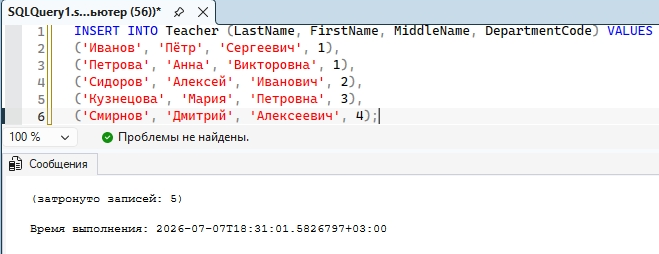 SQLQuery1.s...ьютер (56))*
1 INSERT INTO Teacher (LastName, FirstName, MiddleName, DepartmentCode) VALUES
2 ('Иванов', 'Пётр', 'Сергеевич', 1),
3 ('Петрова', 'Анна', 'Викторовна', 1),
4 ('Сидоров', 'Алексей', 'Иванович', 2),
5 ('Кузнецова', 'Мария', 'Петровна', 3),
6 ('Смирнов', 'Дмитрий', 'Алексеевич', 4);
100 % Проблемы не найдены.
Сообщения
(затронуто записей: 5)
Время выполнения: 2026-07-07T18:31:01.5826797+03:00